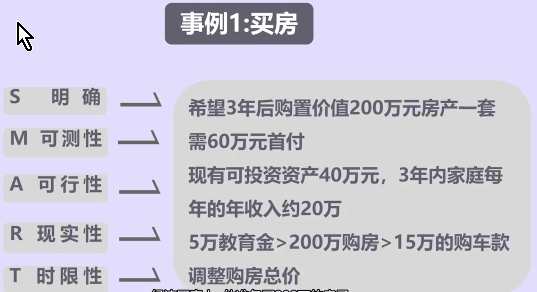 事例1:买房
S 明确
M 可测性
A 可行性
R 现实性
T 时限性
希望3年后购置价值200万元房产一套
需60万元首付
现有可投资资产40万元，3年内家庭每
年的年收入约20万
5万教育金>200万购房>15万的购车款
调整购房总价